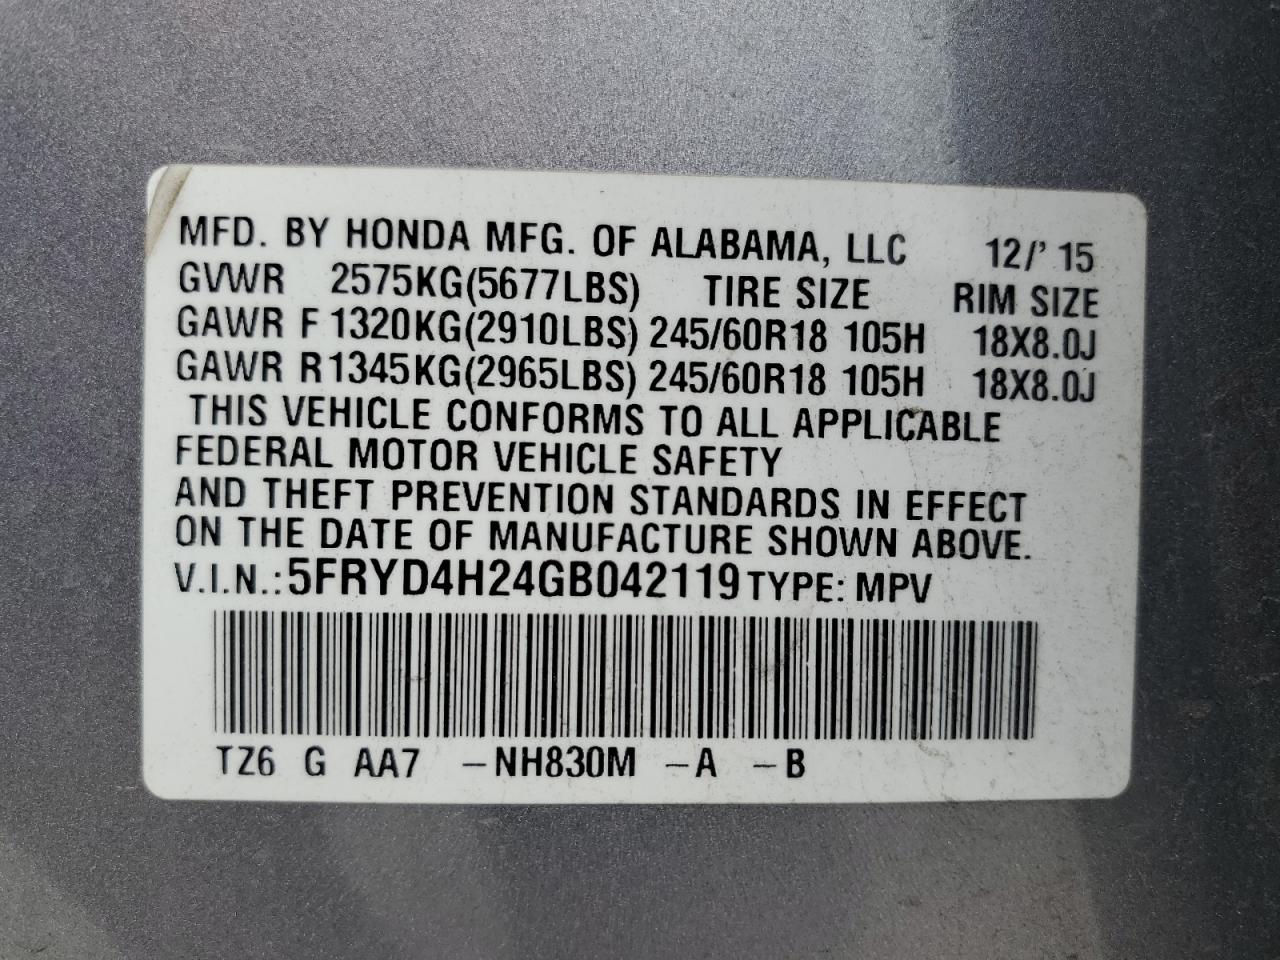 MFD. BY HONDA MFG. OF ALABAMA, LLC 12/' 15
GVWR 2575KG(5677LBS) TIRE SIZE RIM SIZE
GAWR F 1320KG(2910LBS) 245/60R18 105H 18X8.0J
GAWR R 1345KG(2965LBS) 245/60R18 105H 18X8.0J
THIS VEHICLE CONFORMS TO ALL APPLICABLE
FEDERAL MOTOR VEHICLE SAFETY
AND THEFT PREVENTION STANDARDS IN EFFECT
ON THE DATE OF MANUFACTURE SHOWN ABOVE.
V.I.N.: 5FRYD4H24GB042119 TYPE: MPV
TZ6 G AA7 -NH830M -A -B